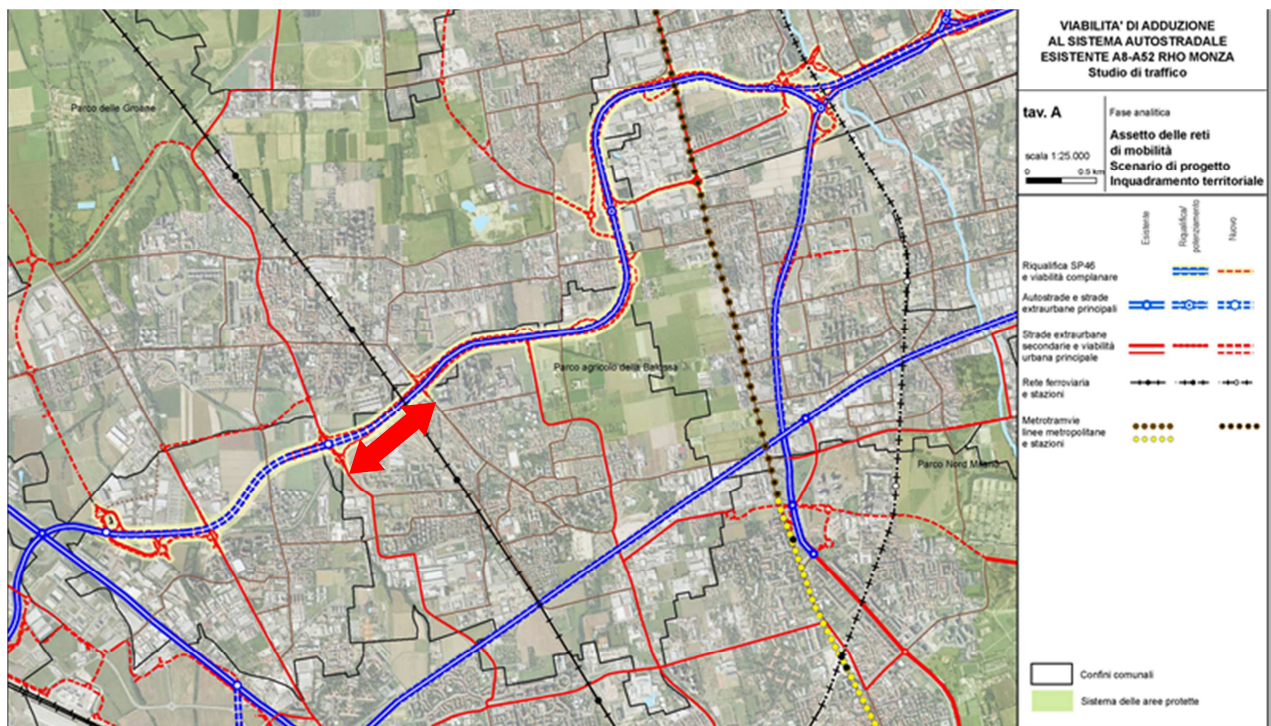 VIABILITA' DI ADDUZIONE
AL SISTEMA AUTOSTRADALE
ESISTENTE A8-A52 RHO MONZA
Studio di traffico
tav. A
Fase analitica
Assetto delle reti
di mobilità
Scenario di progetto
Inquadramento territoriale
scala 1:25.000
0 0.5 km
Esistente
Riqualifica/
potenziamento
Nuovo
Riqualifica SP46
e viabilità complanare
Autostrade e strade
extraurbane principali
Strade extraurbane
secondarie e viabilità
urbana principale
Rete ferroviaria
e stazioni
Metrotramvie
linee metropolitane
e stazioni
Confini comunali
Sistema delle aree protette
Parco delle Groane
Parco agricolo della Balossa
Parco Nord Milano